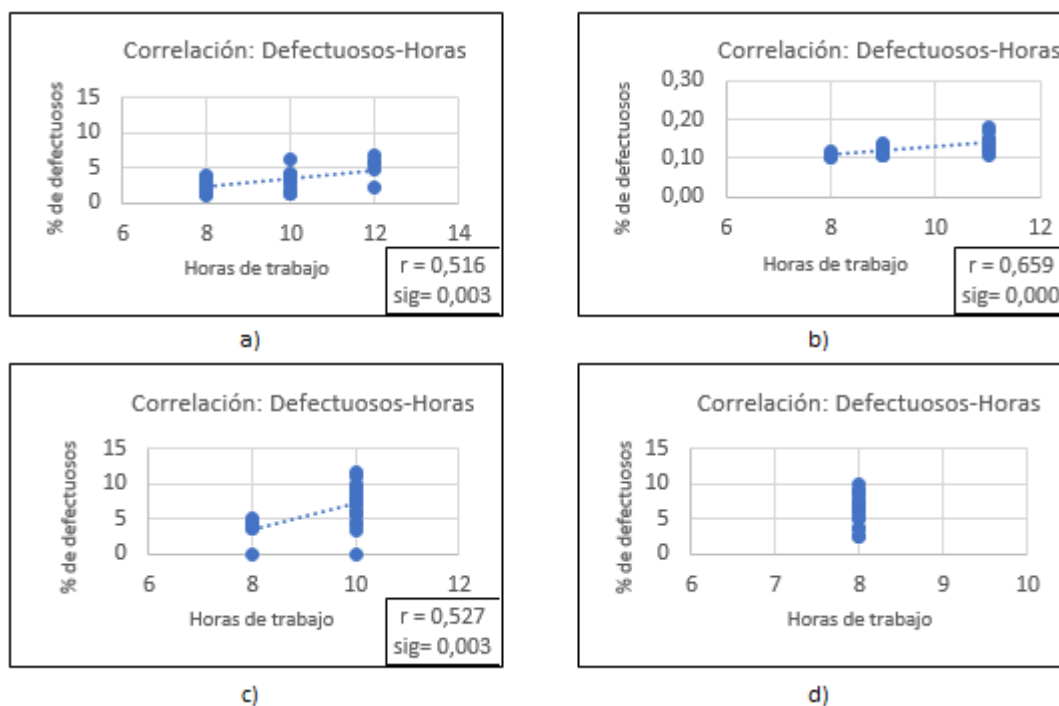 Correlación: Defectuosos-Horas
% de defectuosos
15
10
5
0
6 8 10 12 14
Horas de trabajo
r = 0,516
sig= 0,003
a)
Correlación: Defectuosos-Horas
% de defectuosos
0,30
0,20
0,10
0,00
6 8 10 12
Horas de trabajo
r = 0,659
sig= 0,000
b)
Correlación: Defectuosos-Horas
% de defectuosos
15
10
5
0
6 8 10 12
Horas de trabajo
r = 0,527
sig= 0,003
c)
Correlación: Defectuosos-Horas
% de defectuosos
15
10
5
0
6 7 8 9 10
Horas de trabajo
d)